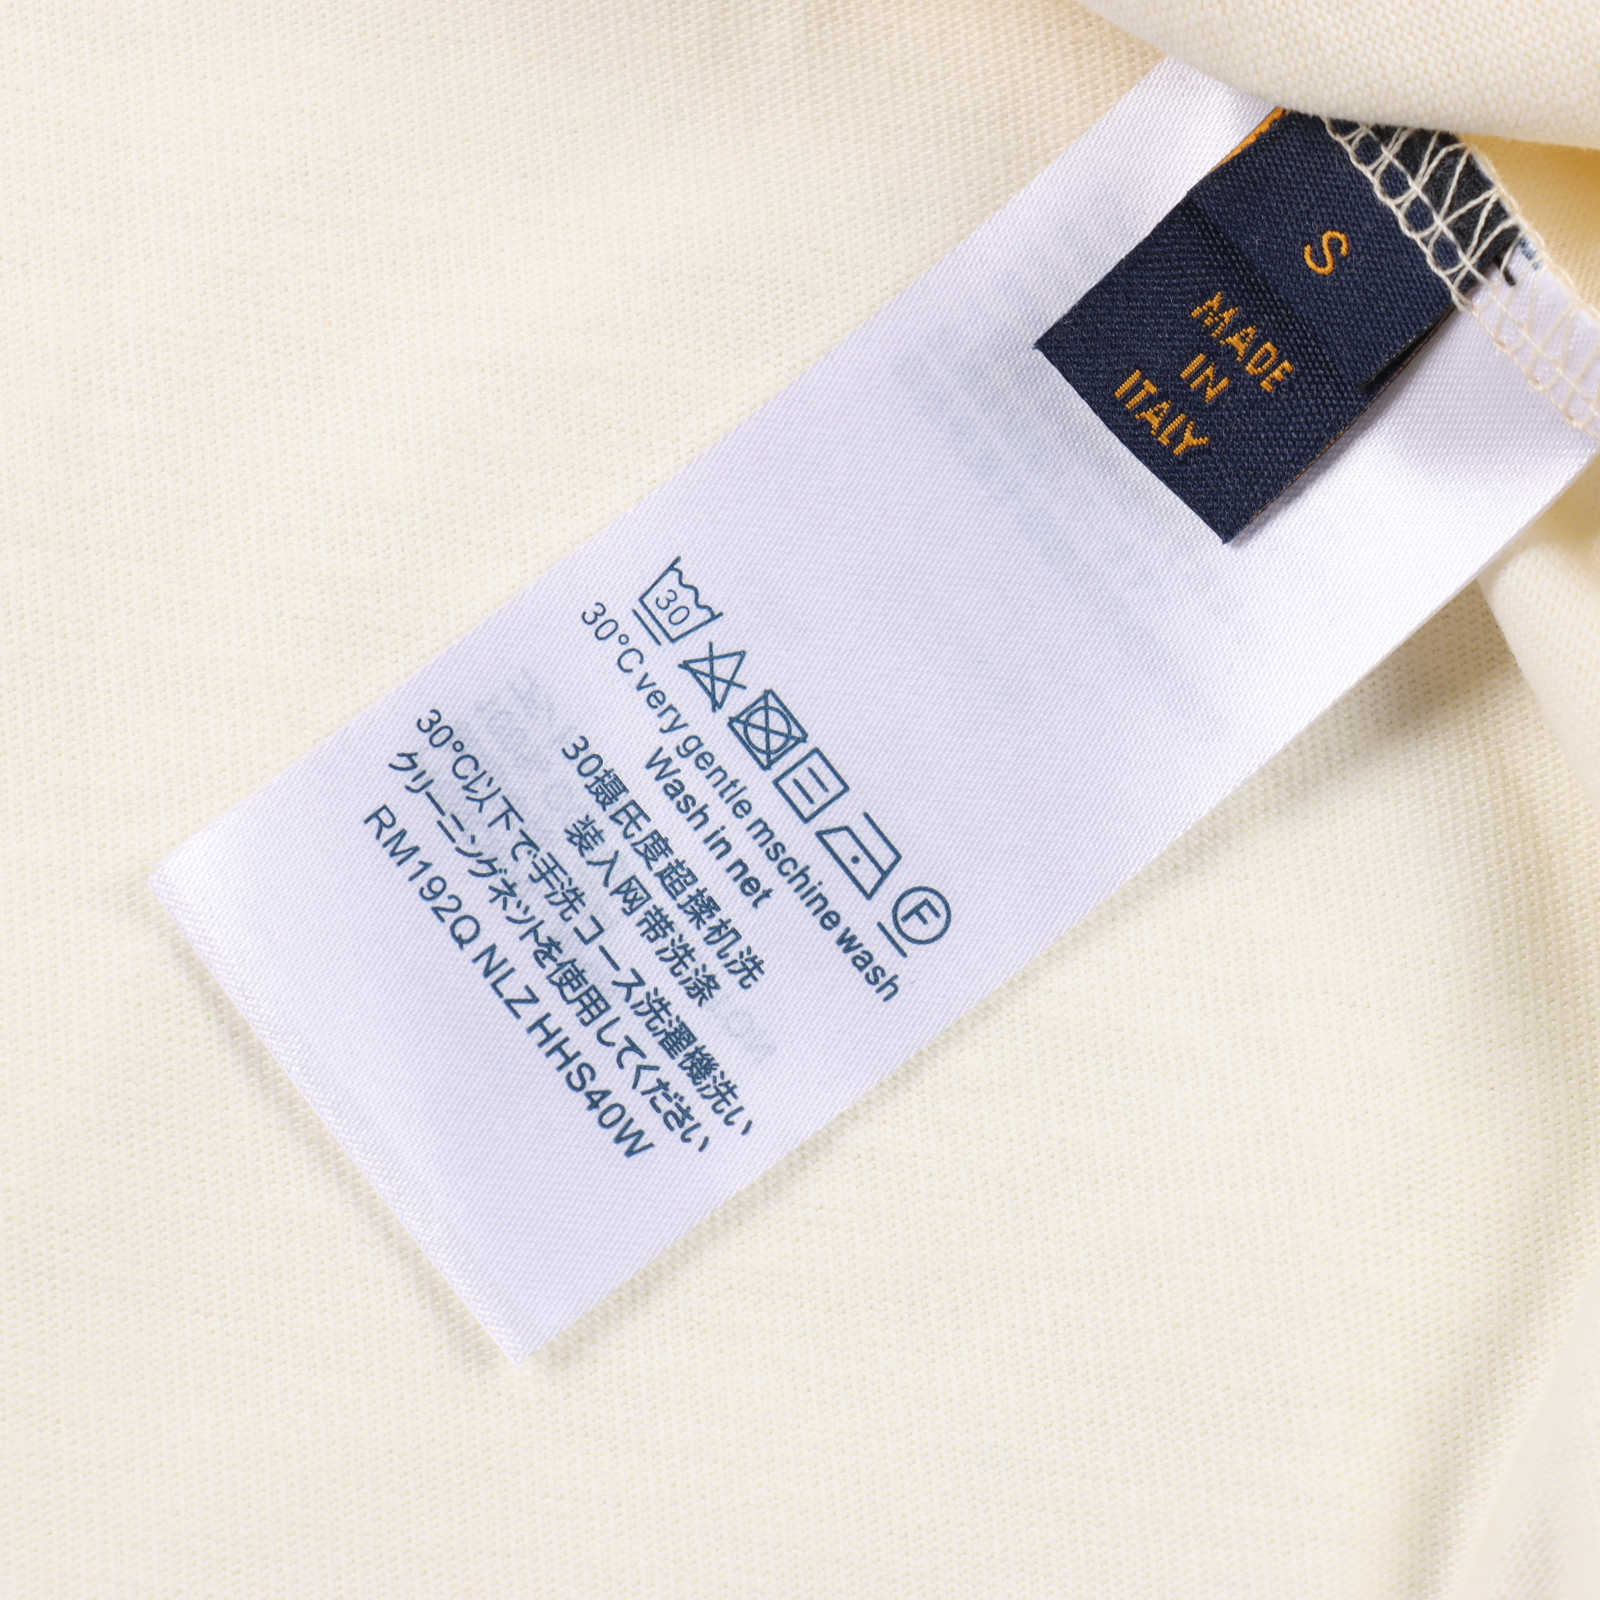 S
MADE
IN
ITALY
30
F
30°C very gentle mschine wash
Wash in net
30摄氏度超揉机洗
装入网带洗涤
30°C以下で手洗コース洗濯機洗い
クリーニングネットを使用してください
RM192Q NLZ HHS40W